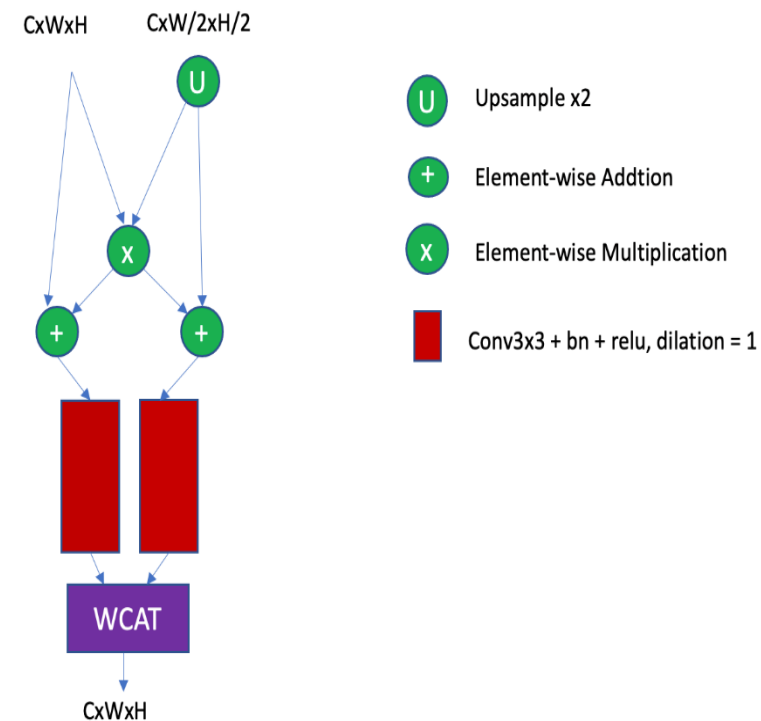 CxWxH
CxW/2xH/2
U
x
+
+
WCAT
CxWxH
U
Upsample x2
+
Element-wise Addtion
x
Element-wise Multiplication
Conv3x3 + bn + relu, dilation = 1